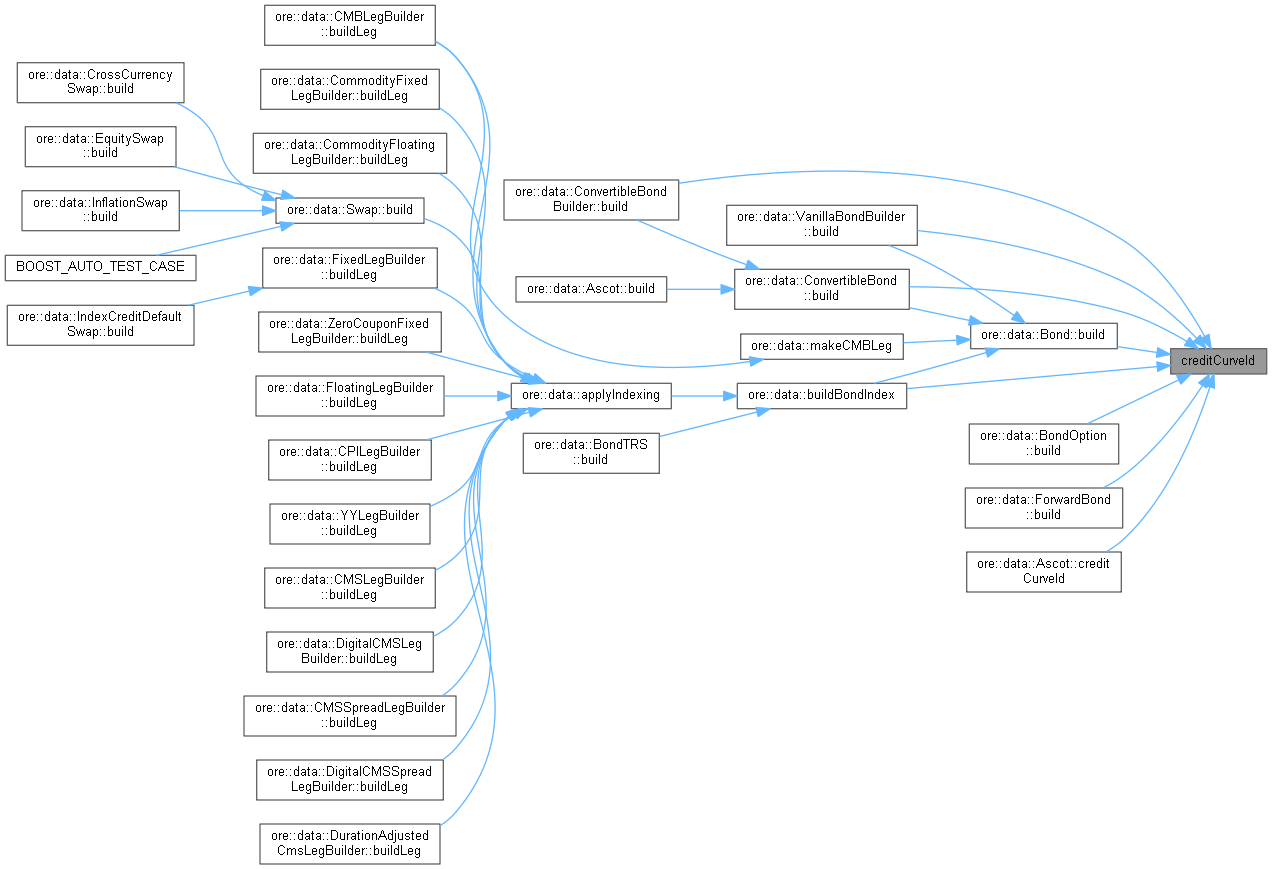 ore::data::CMBLegBuilder
::buildLeg
ore::data::CrossCurrency
Swap::build
ore::data::CommodityFixed
LegBuilder::buildLeg
ore::data::EquitySwap
::build
ore::data::CommodityFloating
LegBuilder::buildLeg
ore::data::InflationSwap
::build
ore::data::Swap::build
BOOST_AUTO_TEST_CASE
ore::data::FixedLegBuilder
::buildLeg
ore::data::IndexCreditDefault
Swap::build
ore::data::ZeroCouponFixed
LegBuilder::buildLeg
ore::data::FloatingLegBuilder
::buildLeg
ore::data::CPILegBuilder
::buildLeg
ore::data::YYLegBuilder
::buildLeg
ore::data::CMSLegBuilder
::buildLeg
ore::data::DigitalCMSLeg
Builder::buildLeg
ore::data::CMSSpreadLegBuilder
::buildLeg
ore::data::DigitalCMSSpread
LegBuilder::buildLeg
ore::data::DurationAdjusted
CmsLegBuilder::buildLeg
ore::data::ConvertibleBond
Builder::build
ore::data::Ascot::build
ore::data::applyIndexing
ore::data::BondTRS
::build
ore::data::VanillaBondBuilder
::build
ore::data::ConvertibleBond
::build
ore::data::makeCMBLeg
ore::data::buildBondIndex
ore::data::Bond::build
ore::data::BondOption
::build
ore::data::ForwardBond
::build
ore::data::Ascot::credit
CurveId
creditCurveId